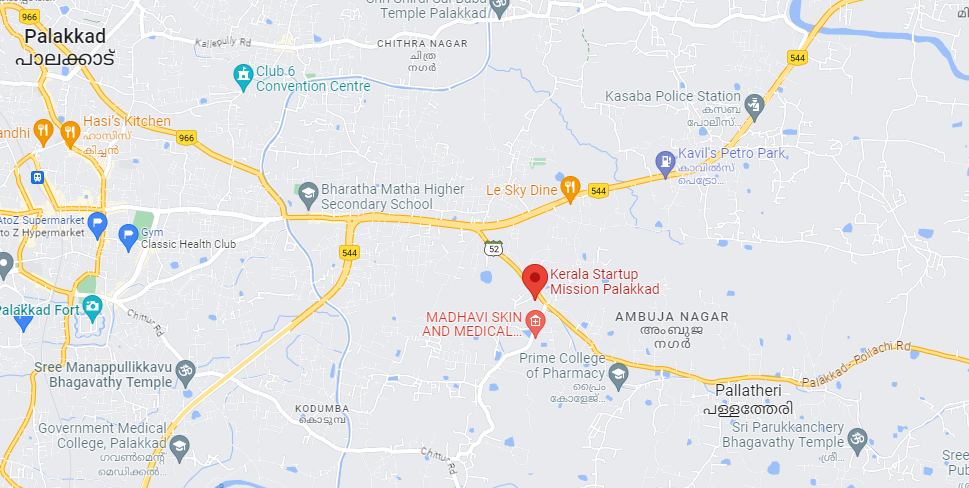 Temple Palakkad
966
Palakkad
പാലക്കാട്
Kallepully Rd
CHITHRA NAGAR
ചിത്ര
നഗർ
544
Club 6
Convention Centre
Kasaba Police Station
കസബ
പോലീസ്...
Hasi's Kitchen
ഹാസിസ്
കിച്ചൻ
andhi
966
Kavil's Petro Park
കാവിൽസ്
പെട്രോ...
Bharatha Matha Higher
Secondary School
Le Sky Dine
544
AtoZ Supermarket
to Z Hypermarket
Gym
Classic Health Club
544
52
Kerala Startup
Mission Palakkad
Palakkad Fort
Chittur Rd
MADHAVI SKIN
AND MEDICAL...
AMBUJA NAGAR
അംബുജ
നഗർ
Prime College
of Pharmacy
പ്രൈം
കോളേജ്...
Palakkad - Pollachi Rd
Sree Manappullikkavu
Bhagavathy Temple
Pallatheri
പള്ളത്തേരി
KODUMBA
കൊടുമ്പ
Government Medical
College, Palakkad
ഗവൺമെന്റ്
മെഡിക്കൽ...
Sri Parukkanchery
Bhagavathy Temple
ശ്രീ...
Chittur Rd
Sree
Pub